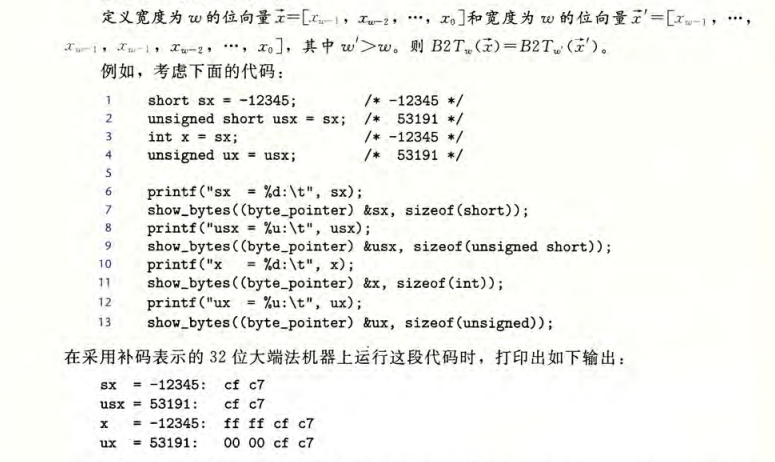 定义宽度为 w 的位向量 x⃗=[x_{w-1}, x_{w-2}, …, x_0]和宽度为 w 的位向量 x⃗′=[x_{w-1}, …,
x_{w-1}, x_{w-1}, x_{w-2}, …, x_0],其中 w′>w。则 B2T_w(x⃗)=B2T_{w′}(x⃗′)。
例如,考虑下面的代码:
1 short sx = -12345; /* -12345 */
2 unsigned short usx = sx; /* 53191 */
3 int x = sx; /* -12345 */
4 unsigned ux = usx; /* 53191 */
5
6 printf("sx = %d:\t", sx);
7 show_bytes((byte_pointer) &sx, sizeof(short));
8 printf("usx = %u:\t", usx);
9 show_bytes((byte_pointer) &usx, sizeof(unsigned short));
10 printf("x = %d:\t", x);
11 show_bytes((byte_pointer) &x, sizeof(int));
12 printf("ux = %u:\t", ux);
13 show_bytes((byte_pointer) &ux, sizeof(unsigned));
在采用补码表示的 32 位大端法机器上运行这段代码时,打印出如下输出:
sx = -12345: cf c7
usx = 53191: cf c7
x = -12345: ff ff cf c7
ux = 53191: 00 00 cf c7